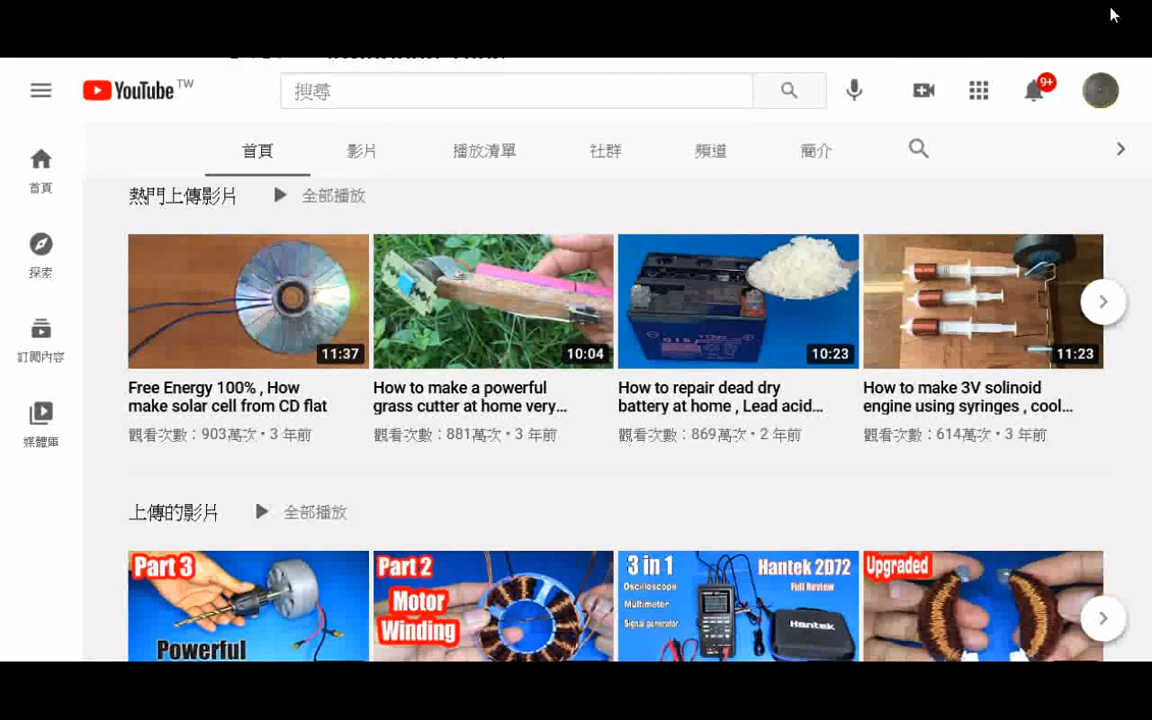 YouTube TW
搜尋
9+
首頁 影片 播放清單 社群 頻道 簡介
首頁
探索
訂閱內容
媒體庫
熱門上傳影片 全部播放
11:37
10:04
10:23
11:23
Free Energy 100% , How
make solar cell from CD flat
觀看次數：903萬次 • 3 年前
How to make a powerful
grass cutter at home very...
觀看次數：881萬次 • 3 年前
How to repair dead dry
battery at home , Lead acid...
觀看次數：869萬次 • 2 年前
How to make 3V solinoid
engine using syringes , cool...
觀看次數：614萬次 • 3 年前
上傳的影片 全部播放
Part 3
Powerful
Part 2
Motor
Winding
3 in 1
Oscilloscope
Multimeter
Signal generator
Hantek 2D72
Full Review
Hantek
Upgraded